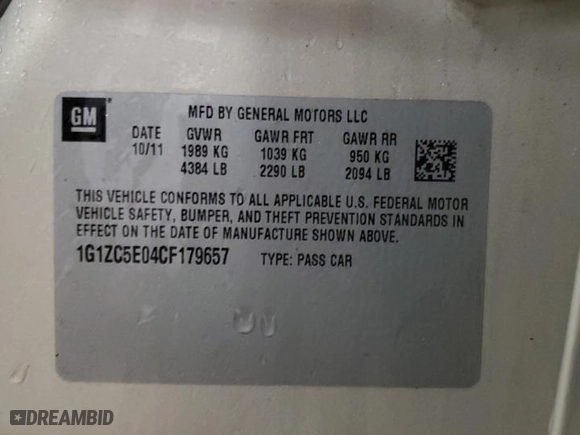 GM
MFD BY GENERAL MOTORS LLC
DATE GVWR GAWR FRT GAWR RR
10/11 1989 KG 1039 KG 950 KG
4384 LB 2290 LB 2094 LB
THIS VEHICLE CONFORMS TO ALL APPLICABLE U.S. FEDERAL MOTOR
VEHICLE SAFETY, BUMPER, AND THEFT PREVENTION STANDARDS IN
EFFECT ON THE DATE OF MANUFACTURE SHOWN ABOVE.
1G1ZC5E04CF179657 TYPE: PASS CAR
DREAMBID